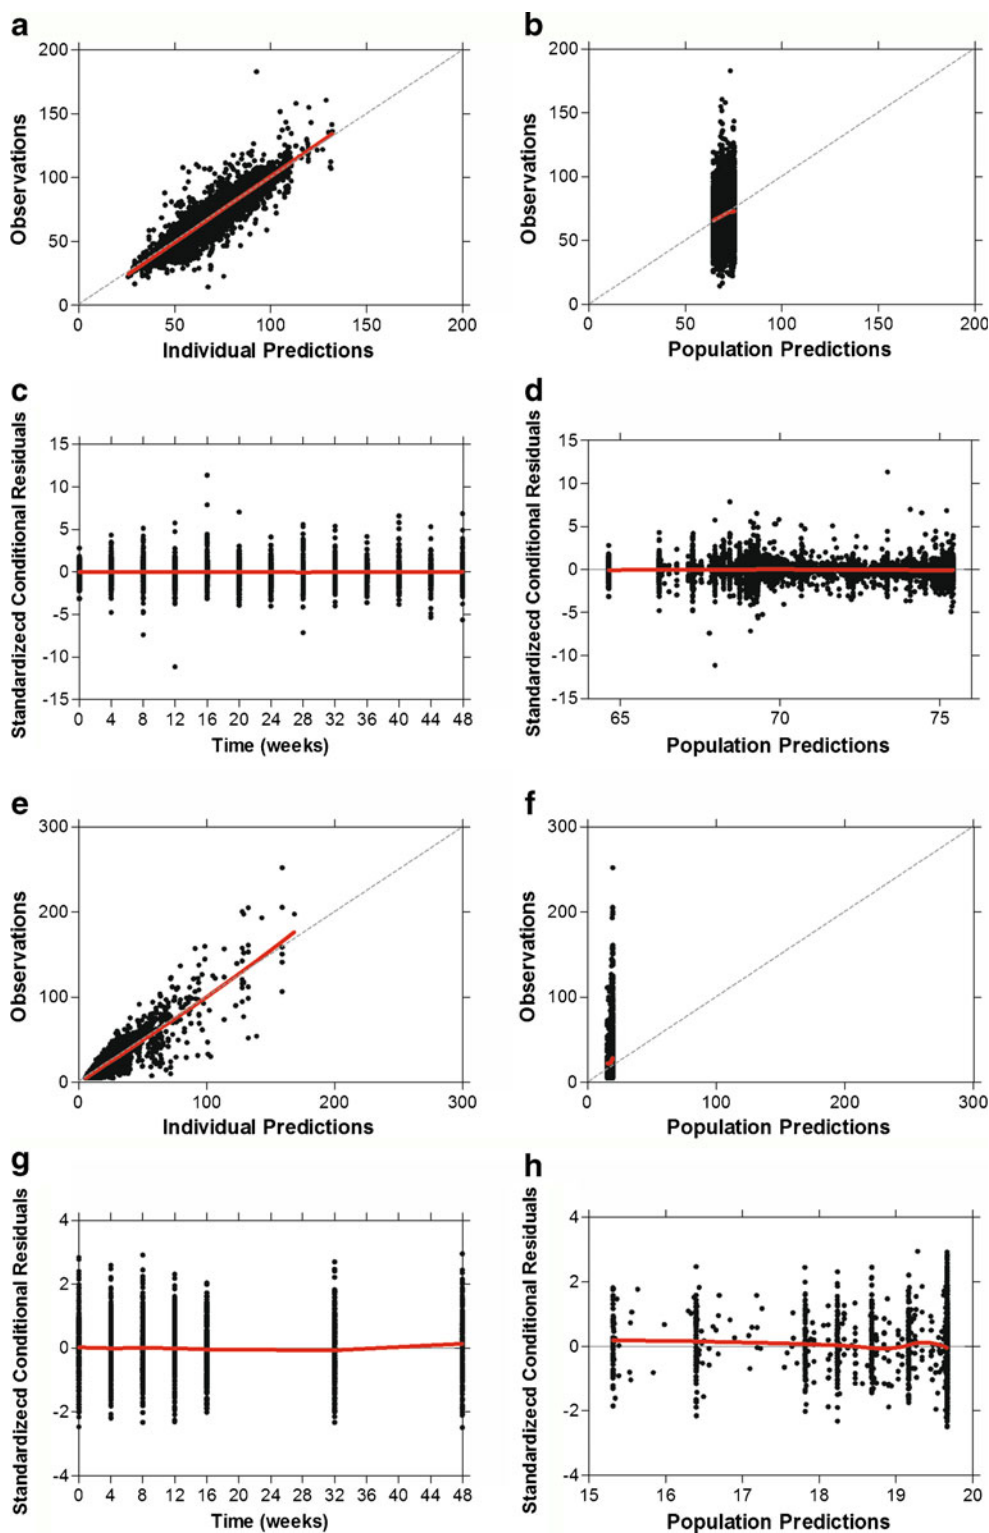 a
200
150
100
50
0
Observations
0 50 100 150 200
Individual Predictions
b
200
150
100
50
0
Observations
0 50 100 150 200
Population Predictions
c
15
10
5
0
-5
-10
-15
Standardizecd Conditional Residuals
0 4 8 12 16 20 24 28 32 36 40 44 48
Time (weeks)
d
15
10
5
0
-5
-10
-15
Standardizecd Conditional Residuals
65 70 75
Population Predictions
e
300
200
100
0
Observations
0 100 200 300
Individual Predictions
f
300
200
100
0
Observations
0 100 200 300
Population Predictions
g
4
2
0
-2
-4
Standardizecd Conditional Residuals
0 4 8 12 16 20 24 28 32 36 40 44 48
Time (weeks)
h
4
2
0
-2
-4
Standardizecd Conditional Residuals
15 16 17 18 19 20
Population Predictions